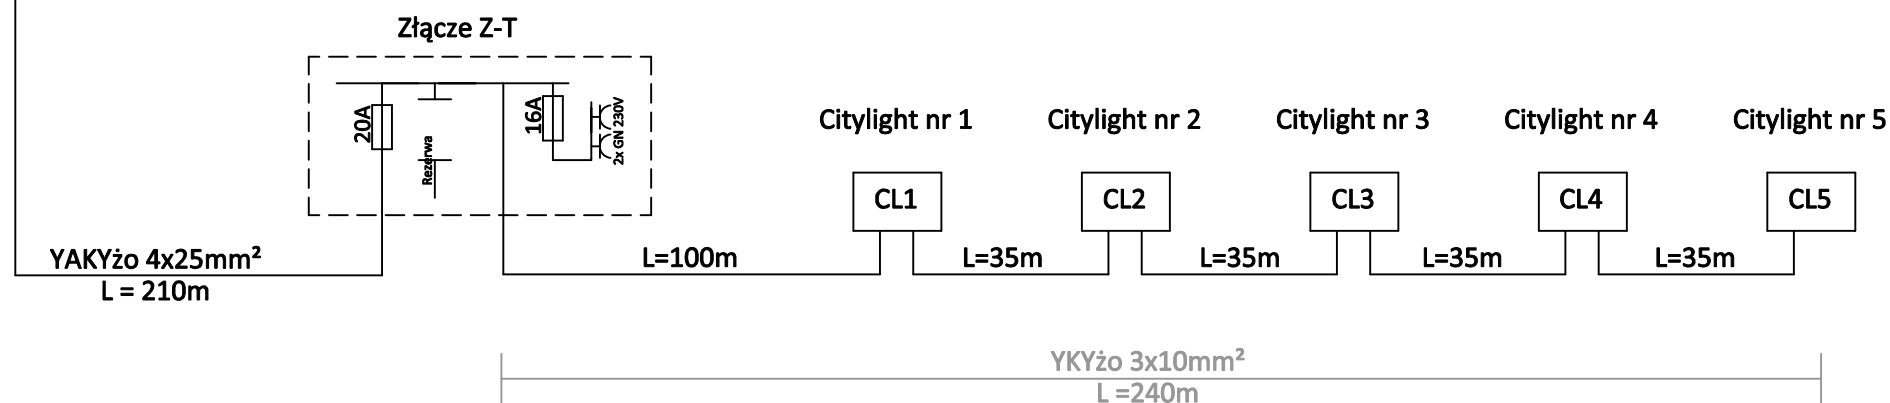 Złącze Z-T
20A
Rezerwa
16A
2x GN 230V
Citylight nr 1
Citylight nr 2
Citylight nr 3
Citylight nr 4
Citylight nr 5
CL1
CL2
CL3
CL4
CL5
YAKYżo 4x25mm²
L = 210m
L=100m
L=35m
L=35m
L=35m
L=35m
YKYżo 3x10mm²
L =240m